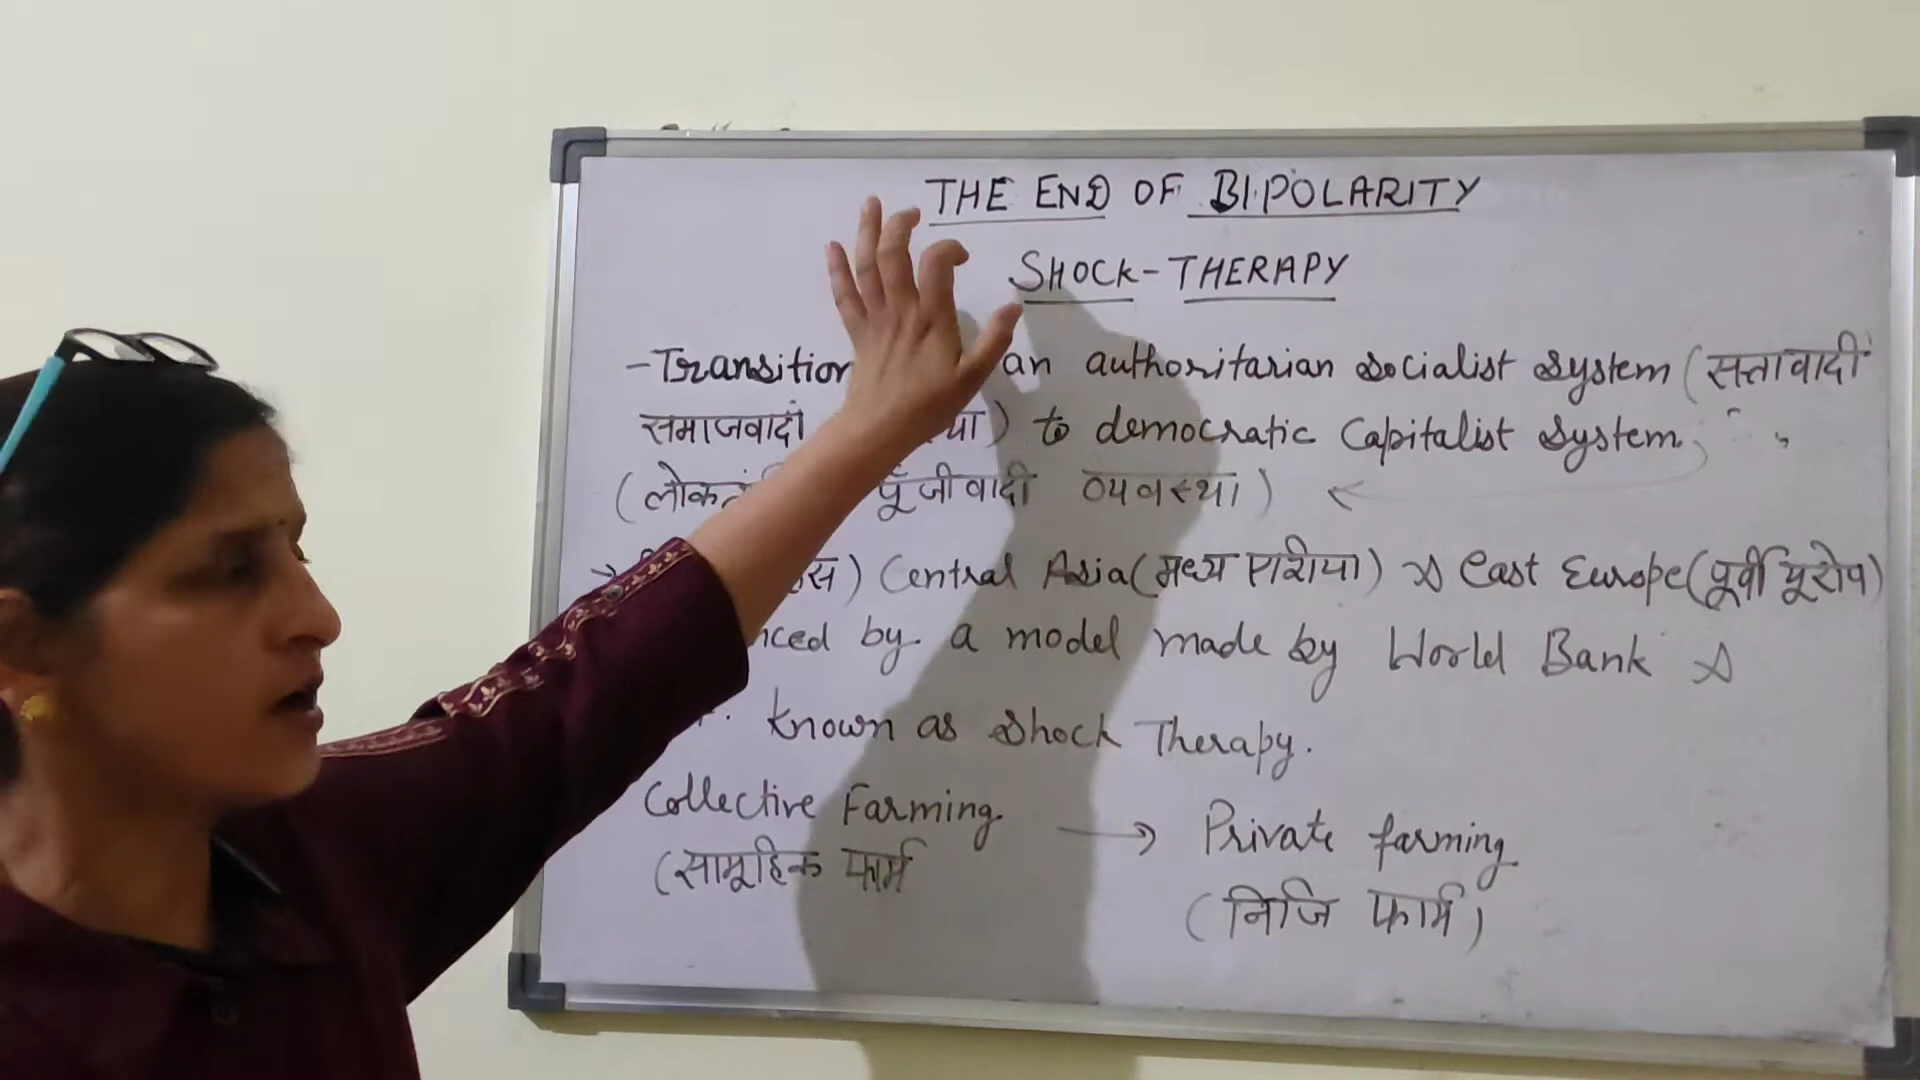 THE END OF BIPOLARITY
SHOCK-THERAPY
-Transition an authoritarian socialist system (सत्तावादी
समाजवादी ) to democratic Capitalist system
( पूँजीवादी व्यवस्था)
→ Central Asia (मध्य एशिया) & East Europe (पूर्वी यूरोप)
by a model made by World Bank &
known as Shock Therapy.
Collective Farming → Private farming
(सामूहिक फार्म (निजि फार्म)